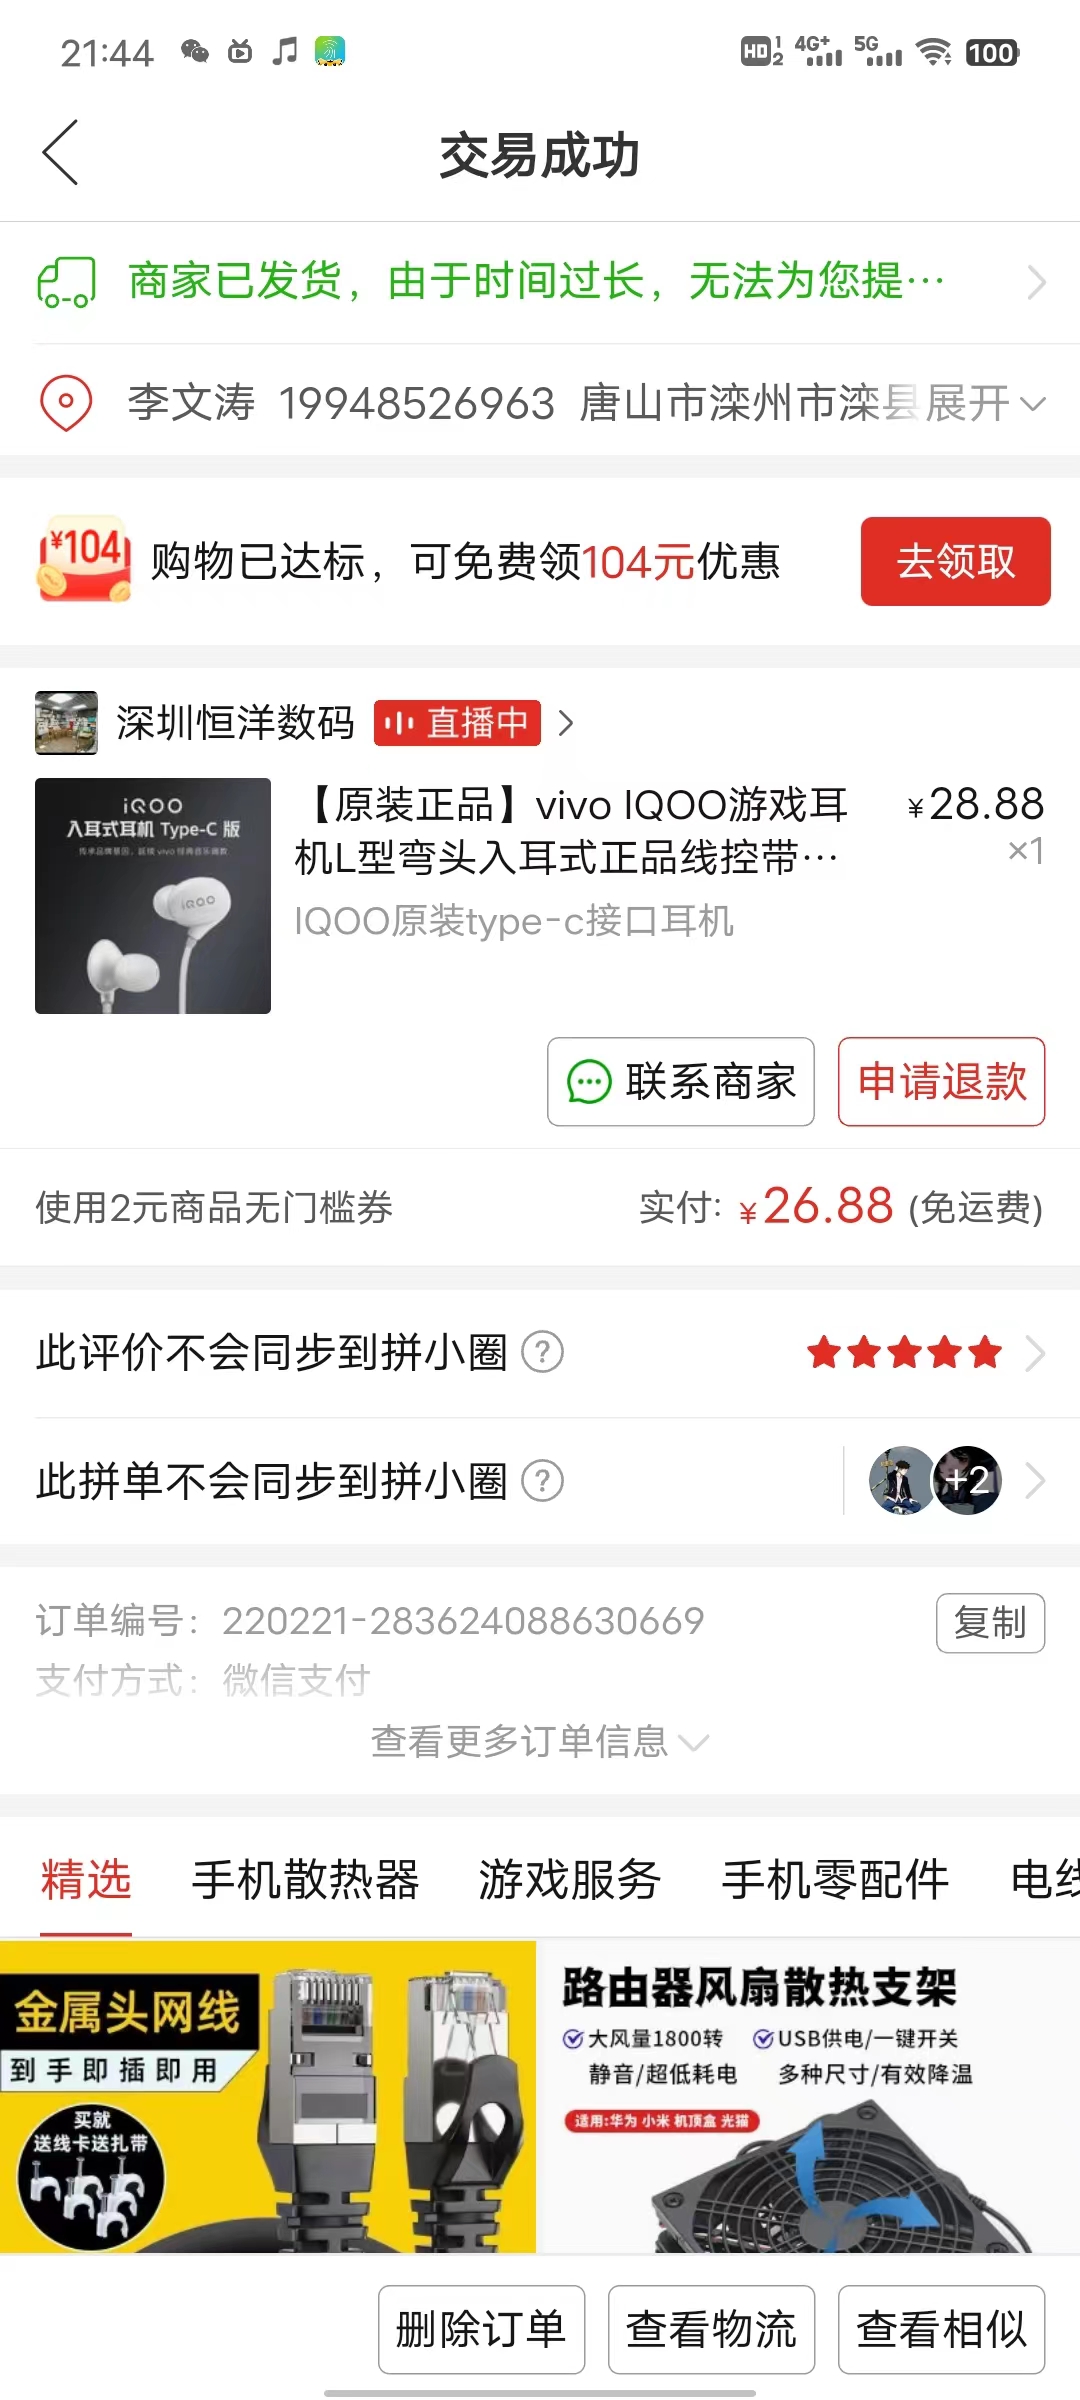 21:44
HD 1 2 4G+ 5G 100
交易成功
商家已发货，由于时间过长，无法为您提…
李文涛 19948526963 唐山市滦州市滦县 展开
¥104
购物已达标，可免费领104元优惠
去领取
深圳恒洋数码 直播中
iQOO
入耳式耳机 Type-C 版
iQOO
【原装正品】vivo IQOO游戏耳
机L型弯头入耳式正品线控带…
¥28.88
×1
IQOO原装type-c接口耳机
联系商家
申请退款
使用2元商品无门槛券
实付: ¥26.88 (免运费)
此评价不会同步到拼小圈 ?
此拼单不会同步到拼小圈 ?
+2
订单编号： 220221-283624088630669
复制
支付方式： 微信支付
查看更多订单信息
精选 手机散热器 游戏服务 手机零配件 电线
金属头网线
到手即插即用
买就
送线卡送扎带
路由器风扇散热支架
大风量1800转 USB供电/一键开关
静音/超低耗电 多种尺寸/有效降温
适用:华为 小米 机顶盒 光猫
删除订单
查看物流
查看相似